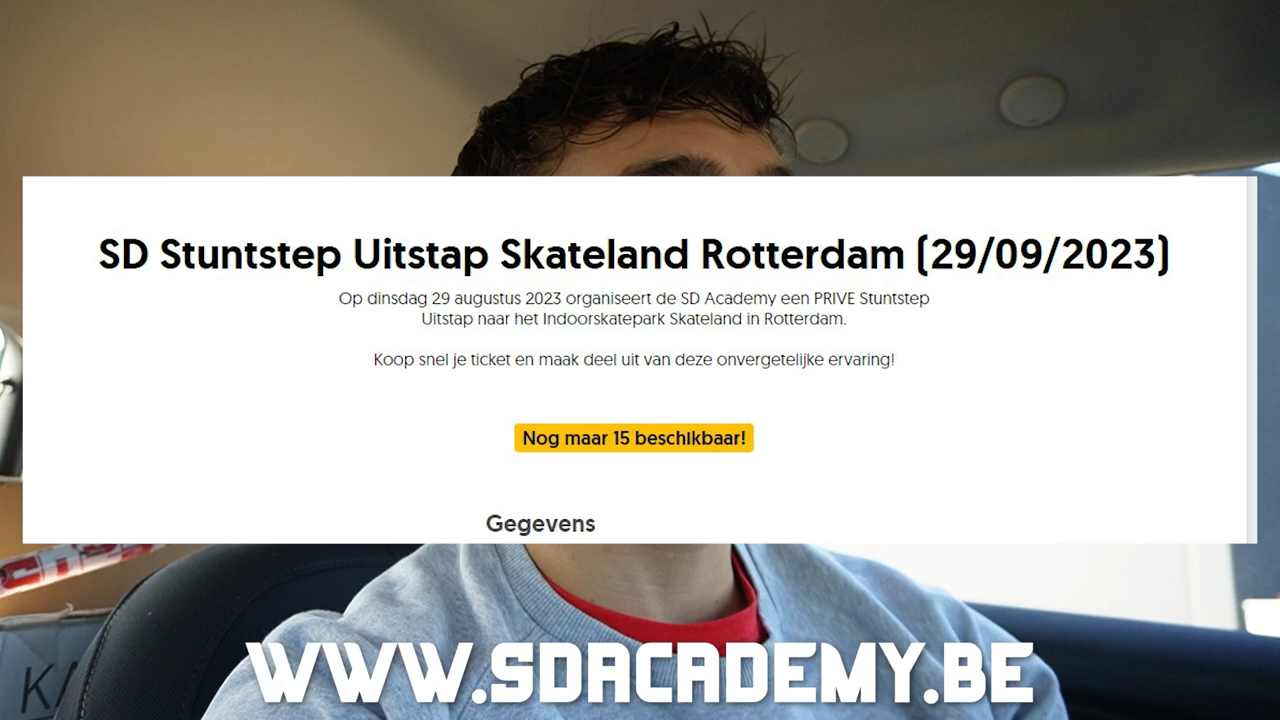 SD Stuntstep Uitstap Skateland Rotterdam (29/09/2023)
Op dinsdag 29 augustus 2023 organiseert de SD Academy een PRIVE Stuntstep
Uitstap naar het Indoorskatepark Skateland in Rotterdam.
Koop snel je ticket en maak deel uit van deze onvergetelijke ervaring!
Nog maar 15 beschikbaar!
Gegevens
WWW.SDACADEMY.BE